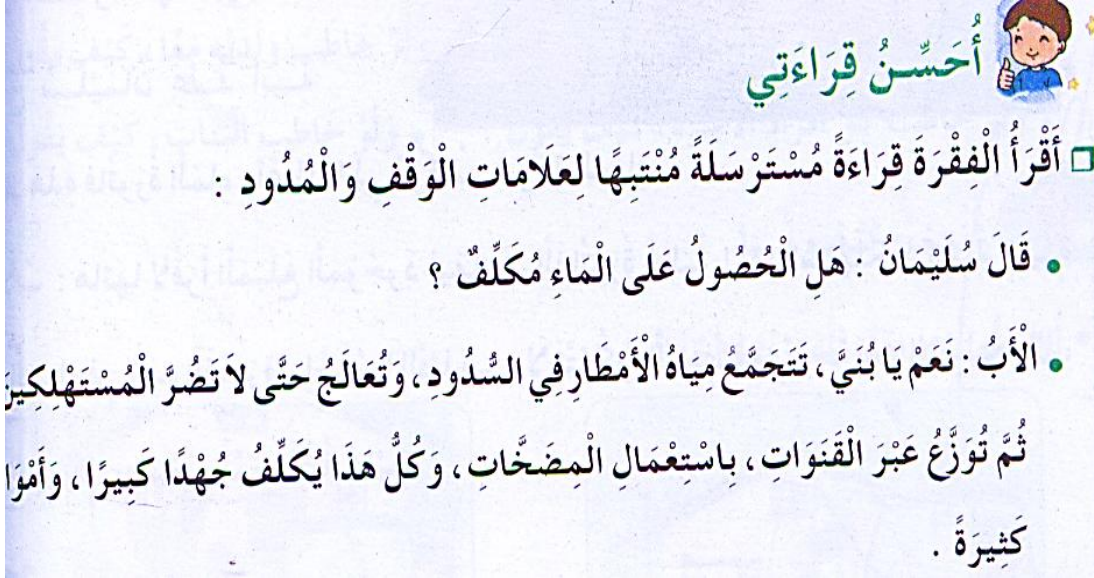 أُحَسِّنُ قِرَاءَتِي
أَقْرَأُ الْفِقْرَةَ قِرَاءَةً مُسْتَرْسَلَةً مُنْتَبِهًا لِعَلَامَاتِ الْوَقْفِ وَالْمُدُودِ :
• قَالَ سُلَيْمَانُ : هَلِ الْحُصُولُ عَلَى الْمَاءِ مُكَلِّفٌ ؟
• الْأَبُ : نَعَمْ يَا بُنَيَّ ، تَتَجَمَّعُ مِيَاهُ الْأَمْطَارِ فِي السُّدُودِ ، وَتُعَالَجُ حَتَّى لاَ تَضُرَّ الْمُسْتَهْلِكِينَ
ثُمَّ تُوَزَّعُ عَبْرَ الْقَنَوَاتِ ، بِاسْتِعْمَالِ الْمِضَخَّاتِ ، وَكُلُّ هَذَا يُكَلِّفُ جُهْدًا كَبِيرًا ، وَأَمْوَا
كَثِيرَةً .